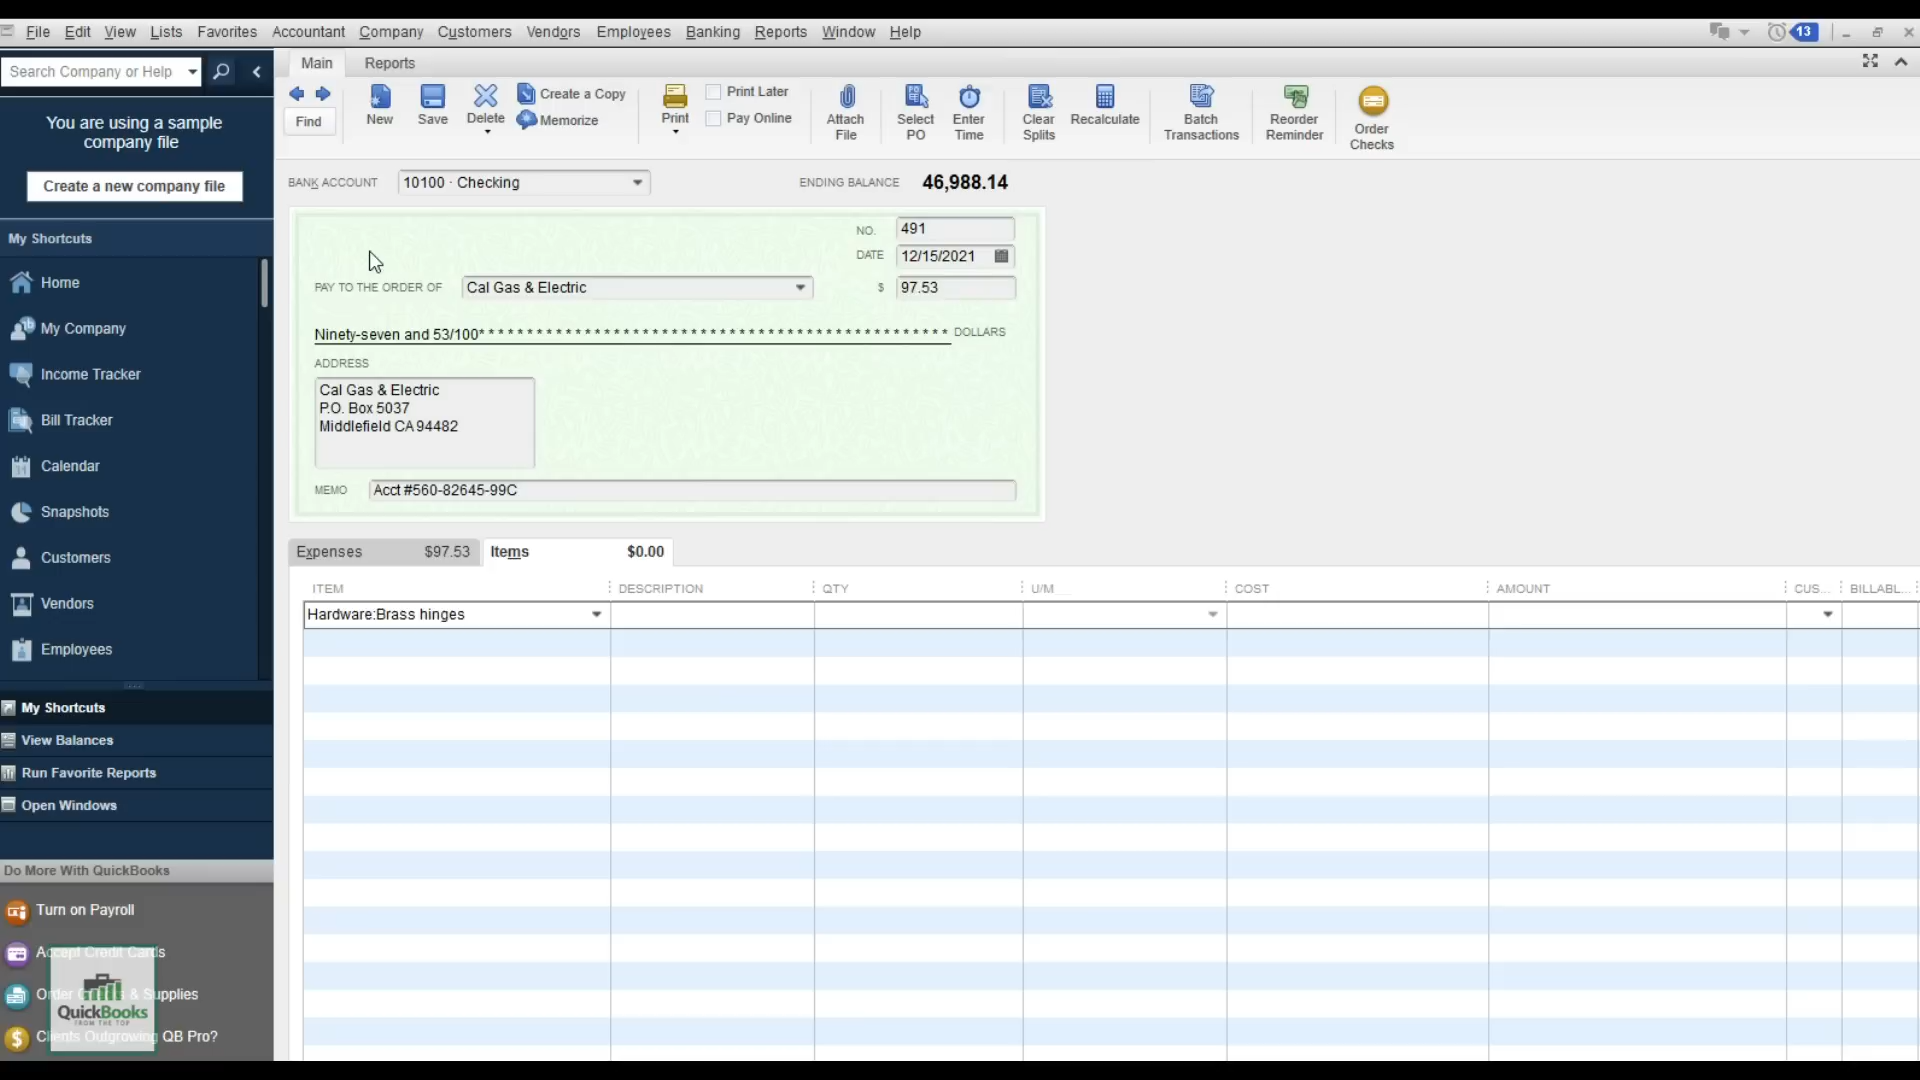 File Edit View Lists Favorites Accountant Company Customers Vendors Employees Banking Reports Window Help
13
Search Company or Help
You are using a sample
company file
Create a new company file
My Shortcuts
Home
My Company
Income Tracker
Bill Tracker
Calendar
Snapshots
Customers
Vendors
Employees
My Shortcuts
View Balances
Run Favorite Reports
Open Windows
Do More With QuickBooks
Turn on Payroll
Accept Credit Cards
Order & Supplies
Clients Outgrowing QB Pro?
QuickBooks
FROM THE TOP
Main Reports
Find
New
Save
Delete
Create a Copy
Memorize
Print
Print Later
Pay Online
Attach
File
Select
PO
Enter
Time
Clear
Splits
Recalculate
Batch
Transactions
Reorder
Reminder
Order
Checks
BANK ACCOUNT 10100 · Checking ENDING BALANCE 46,988.14
NO. 491
DATE 12/15/2021
PAY TO THE ORDER OF Cal Gas & Electric $ 97.53
Ninety-seven and 53/100* * * * * * * * * * * * * * * * * * * * * * * * * * * * * * * * * * * * * * * * * * * * * * * * * DOLLARS
ADDRESS
Cal Gas & Electric
P.O. Box 5037
Middlefield CA 94482
MEMO Acct #560-82645-99C
Expenses $97.53 Items $0.00
ITEM DESCRIPTION QTY U/M COST AMOUNT CUS... BILLABL...
Hardware:Brass hinges